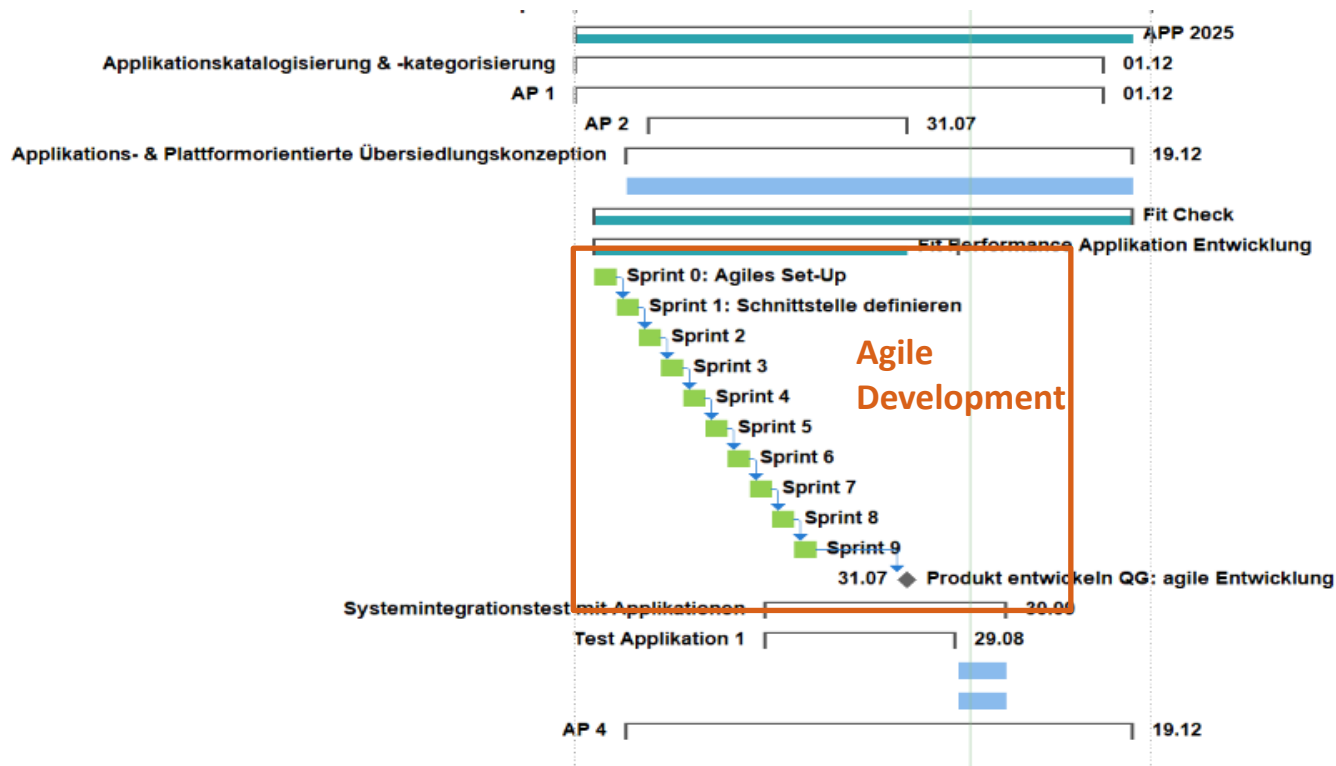 APP 2025
Applikationskatalogisierung & -kategorisierung 01.12
AP 1 01.12
AP 2 31.07
Applikations- & Plattformorientierte Übersiedlungskonzeption 19.12
Fit Check
Fit Performance Applikation Entwicklung
Sprint 0: Agiles Set-Up
Sprint 1: Schnittstelle definieren
Sprint 2
Agile
Development
Sprint 3
Sprint 4
Sprint 5
Sprint 6
Sprint 7
Sprint 8
Sprint 9
31.07 Produkt entwickeln QG: agile Entwicklung
Systemintegrationstest mit Applikationen 30.09
Test Applikation 1 29.08
AP 4 19.12